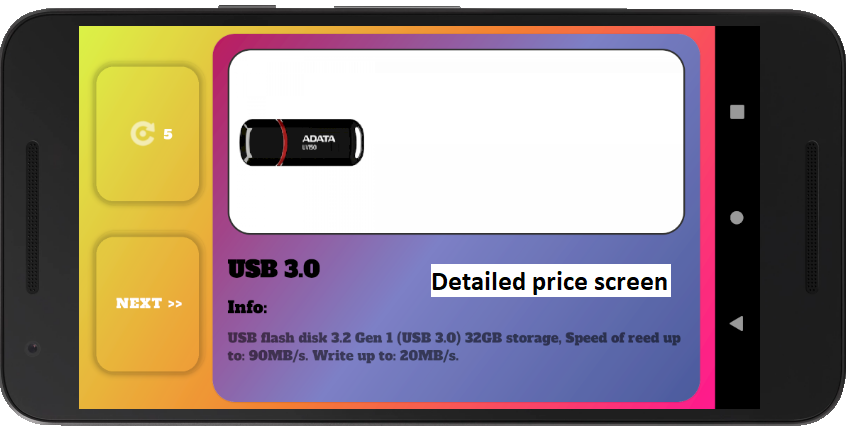 5
NEXT >>
ADATA
USB 3.0
Detailed price screen
Info:
USB flash disk 3.2 Gen 1 (USB 3.0) 32GB storage, Speed of reed up
to: 90MB/s. Write up to: 20MB/s.